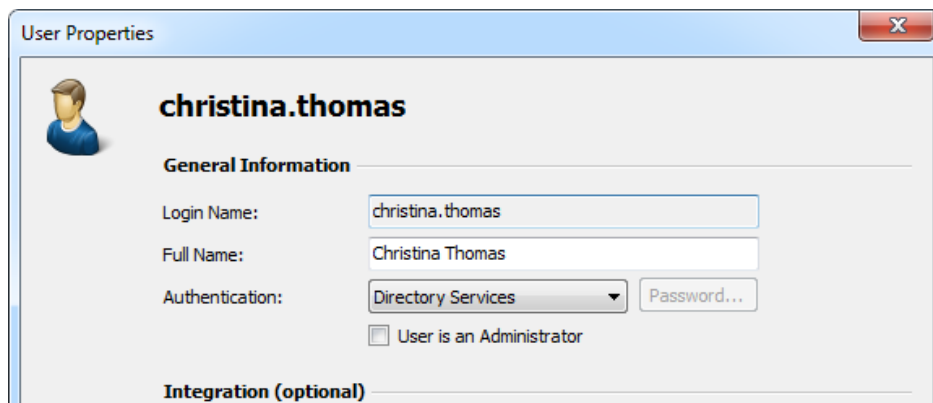 User Properties
christina.thomas
General Information
Login Name: christina.thomas
Full Name: Christina Thomas
Authentication: Directory Services Password...
User is an Administrator
Integration (optional)